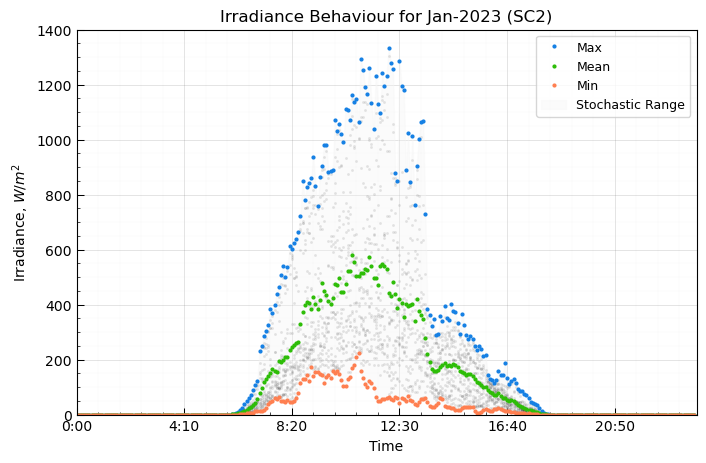 Irradiance Behaviour for Jan-2023 (SC2)
Max
Mean
Min
Stochastic Range
Irradiance, W/m²
1400
1200
1000
800
600
400
200
0
0:00
4:10
8:20
12:30
16:40
20:50
Time